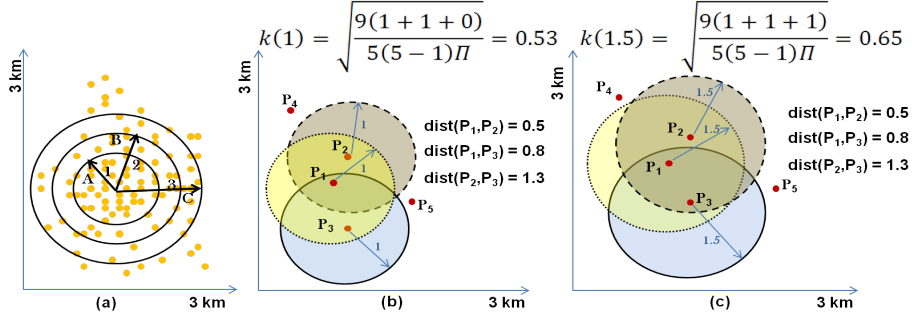 3 km
B
A
1
2
3
C
(a)
3 km
k(1) = √(9(1 + 1 + 0) / 5(5 − 1)Π) = 0.53
3 km
P₄
1
P₂
P₁
1
P₅
P₃
1
dist(P₁,P₂) = 0.5
dist(P₁,P₃) = 0.8
dist(P₂,P₃) = 1.3
(b)
3 km
k(1.5) = √(9(1 + 1 + 1) / 5(5 − 1)Π) = 0.65
3 km
P₄
1.5
P₂
1.5
P₁
P₅
P₃
1.5
dist(P₁,P₂) = 0.5
dist(P₁,P₃) = 0.8
dist(P₂,P₃) = 1.3
(c)
3 km